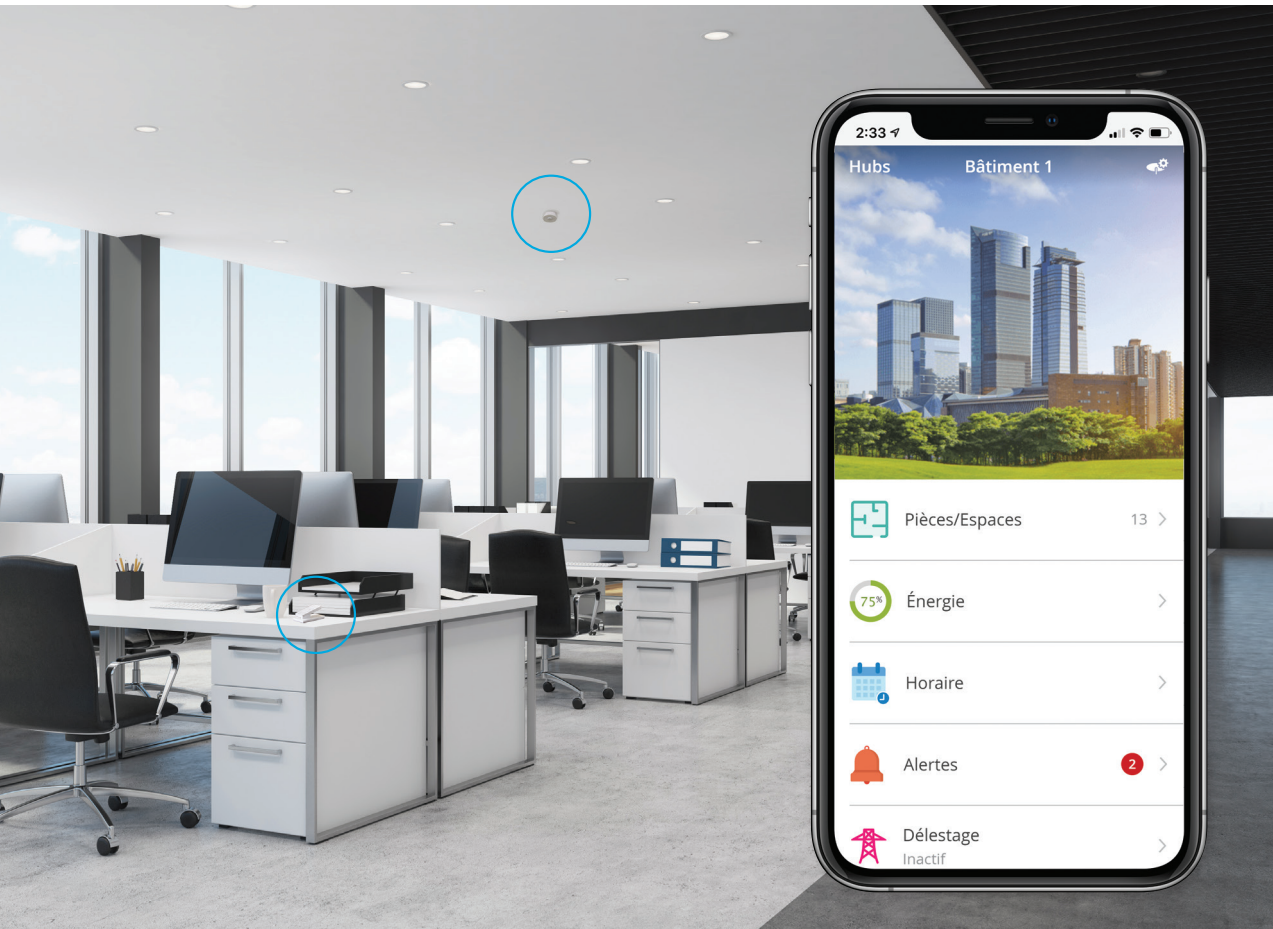 2:33
Hubs
Bâtiment 1
Pièces/Espaces
13
75%
Énergie
Horaire
Alertes
2
Délestage
Inactif